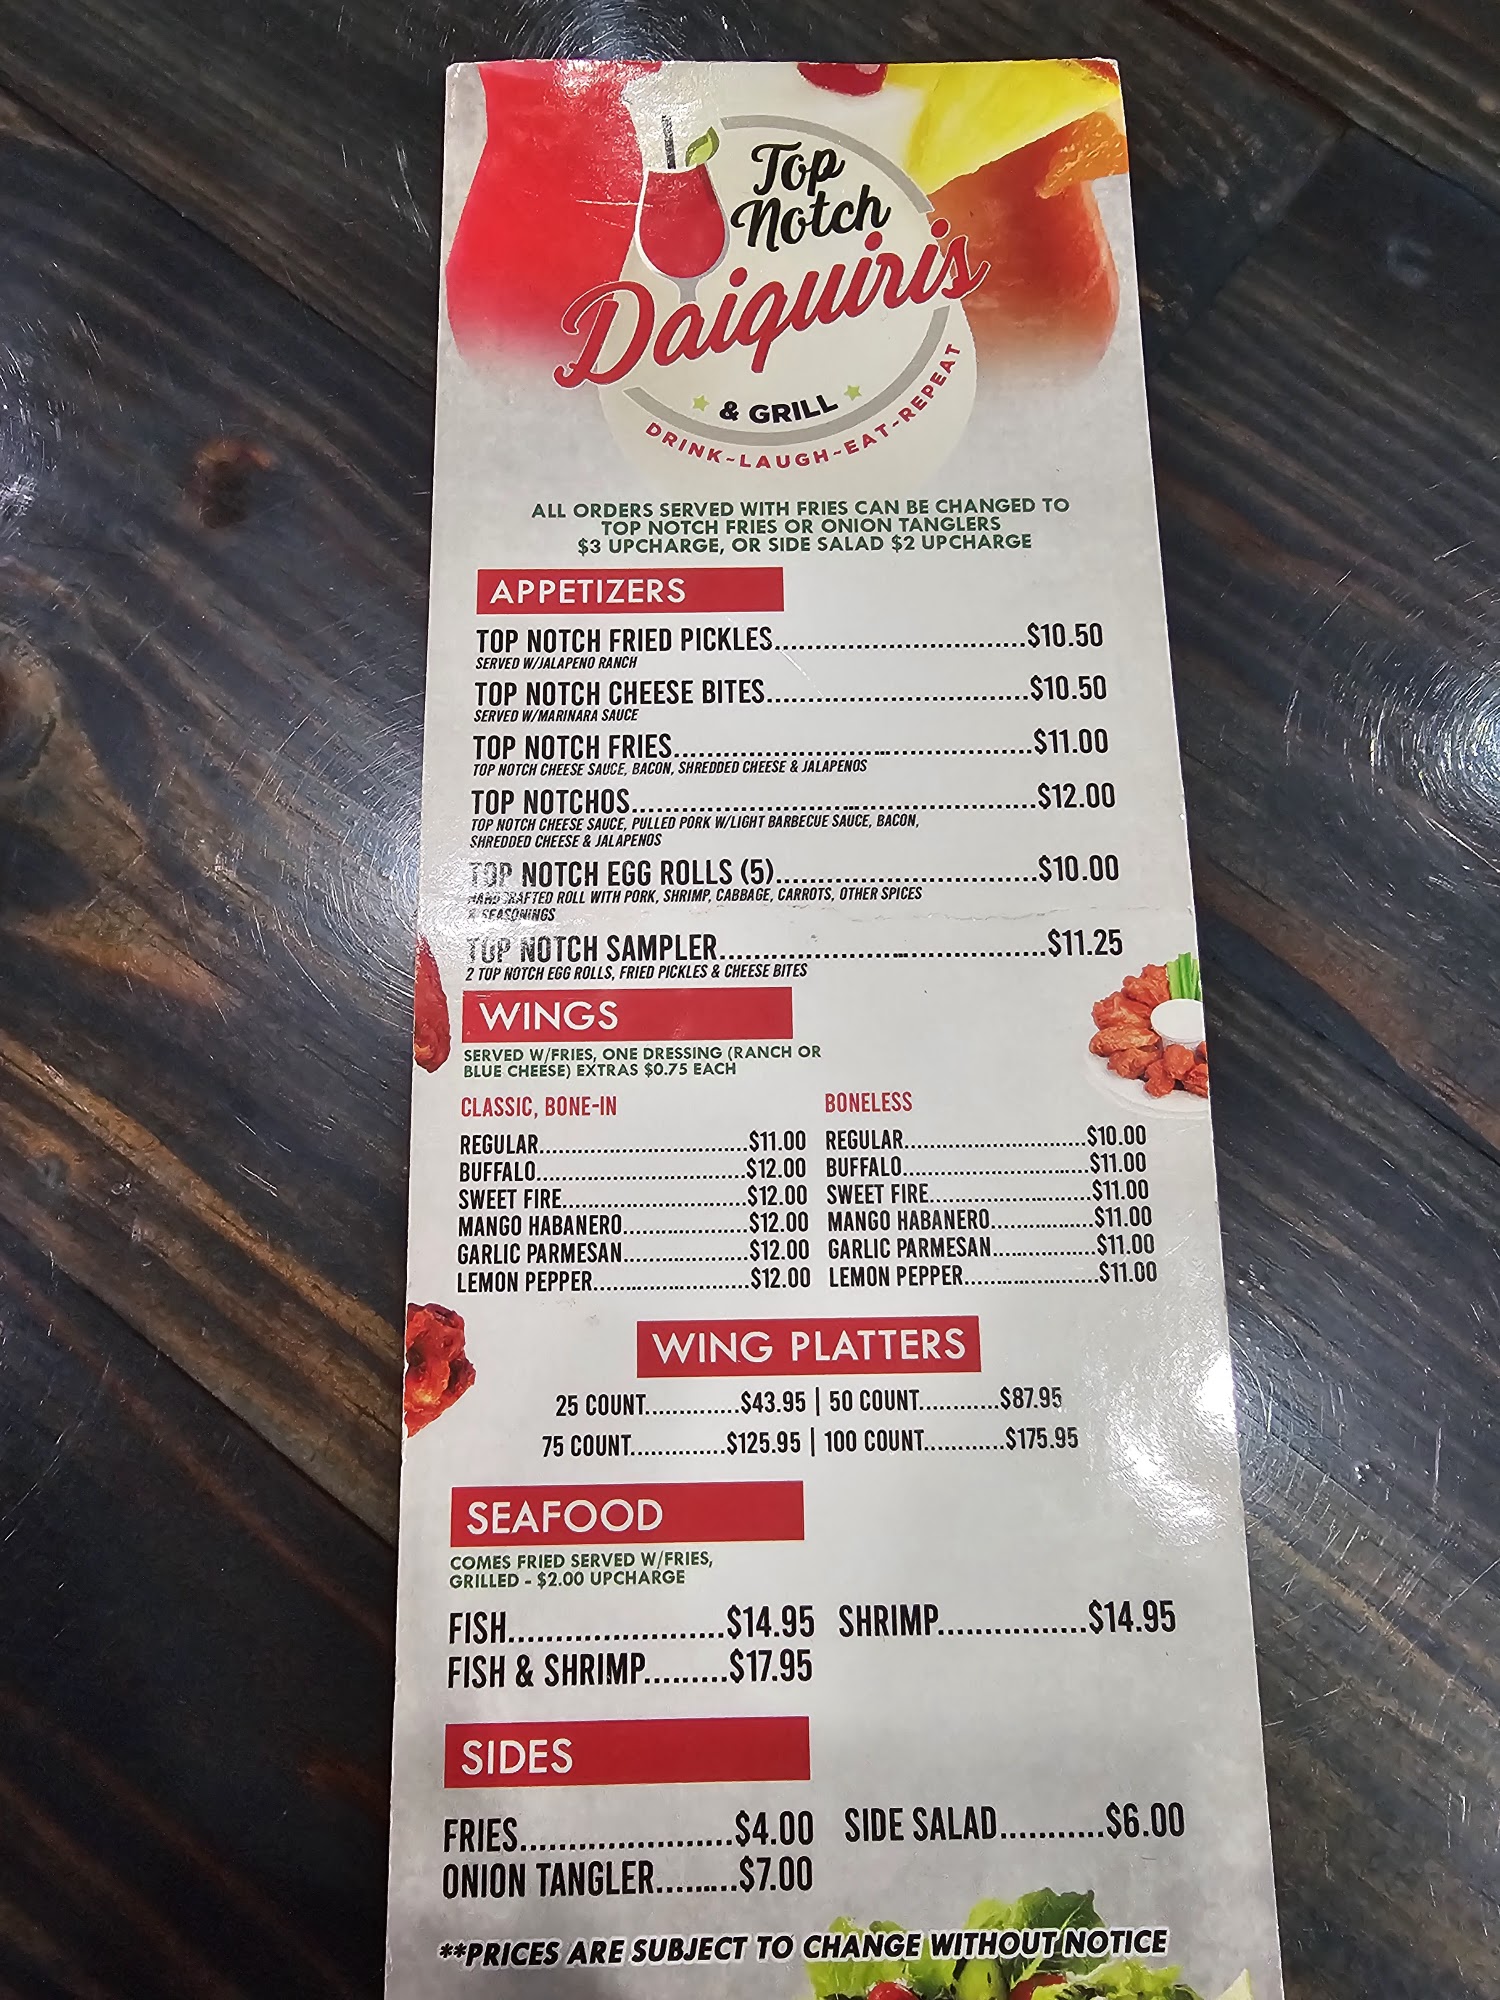 Top
Notch
Daiquiris
& GRILL
DRINK~LAUGH~EAT~REPEAT
ALL ORDERS SERVED WITH FRIES CAN BE CHANGED TO
TOP NOTCH FRIES OR ONION TANGLERS
$3 UPCHARGE, OR SIDE SALAD $2 UPCHARGE
APPETIZERS
TOP NOTCH FRIED PICKLES..............................$10.50
SERVED W/JALAPENO RANCH
TOP NOTCH CHEESE BITES...............................$10.50
SERVED W/MARINARA SAUCE
TOP NOTCH FRIES...........................................$11.00
TOP NOTCH CHEESE SAUCE, BACON, SHREDDED CHEESE & JALAPENOS
TOP NOTCHOS................................................$12.00
TOP NOTCH CHEESE SAUCE, PULLED PORK W/LIGHT BARBECUE SAUCE, BACON,
SHREDDED CHEESE & JALAPENOS
TOP NOTCH EGG ROLLS (5)...............................$10.00
HANDCRAFTED ROLL WITH PORK, SHRIMP, CABBAGE, CARROTS, OTHER SPICES
& SEASONINGS
TOP NOTCH SAMPLER.......................................$11.25
2 TOP NOTCH EGG ROLLS, FRIED PICKLES & CHEESE BITES
WINGS
SERVED W/FRIES, ONE DRESSING (RANCH OR
BLUE CHEESE) EXTRAS $0.75 EACH
CLASSIC, BONE-IN
REGULAR.................................$11.00
BUFFALO.................................$12.00
SWEET FIRE.............................$12.00
MANGO HABANERO....................$12.00
GARLIC PARMESAN....................$12.00
LEMON PEPPER.........................$12.00
BONELESS
REGULAR.............................$10.00
BUFFALO..............................$11.00
SWEET FIRE..........................$11.00
MANGO HABANERO.................$11.00
GARLIC PARMESAN.................$11.00
LEMON PEPPER......................$11.00
WING PLATTERS
25 COUNT..............$43.95 | 50 COUNT............$87.95
75 COUNT..............$125.95 | 100 COUNT............$175.95
SEAFOOD
COMES FRIED SERVED W/FRIES,
GRILLED - $2.00 UPCHARGE
FISH.......................$14.95 SHRIMP................$14.95
FISH & SHRIMP.........$17.95
SIDES
FRIES......................$4.00 SIDE SALAD...........$6.00
ONION TANGLER.........$7.00
**PRICES ARE SUBJECT TO CHANGE WITHOUT NOTICE